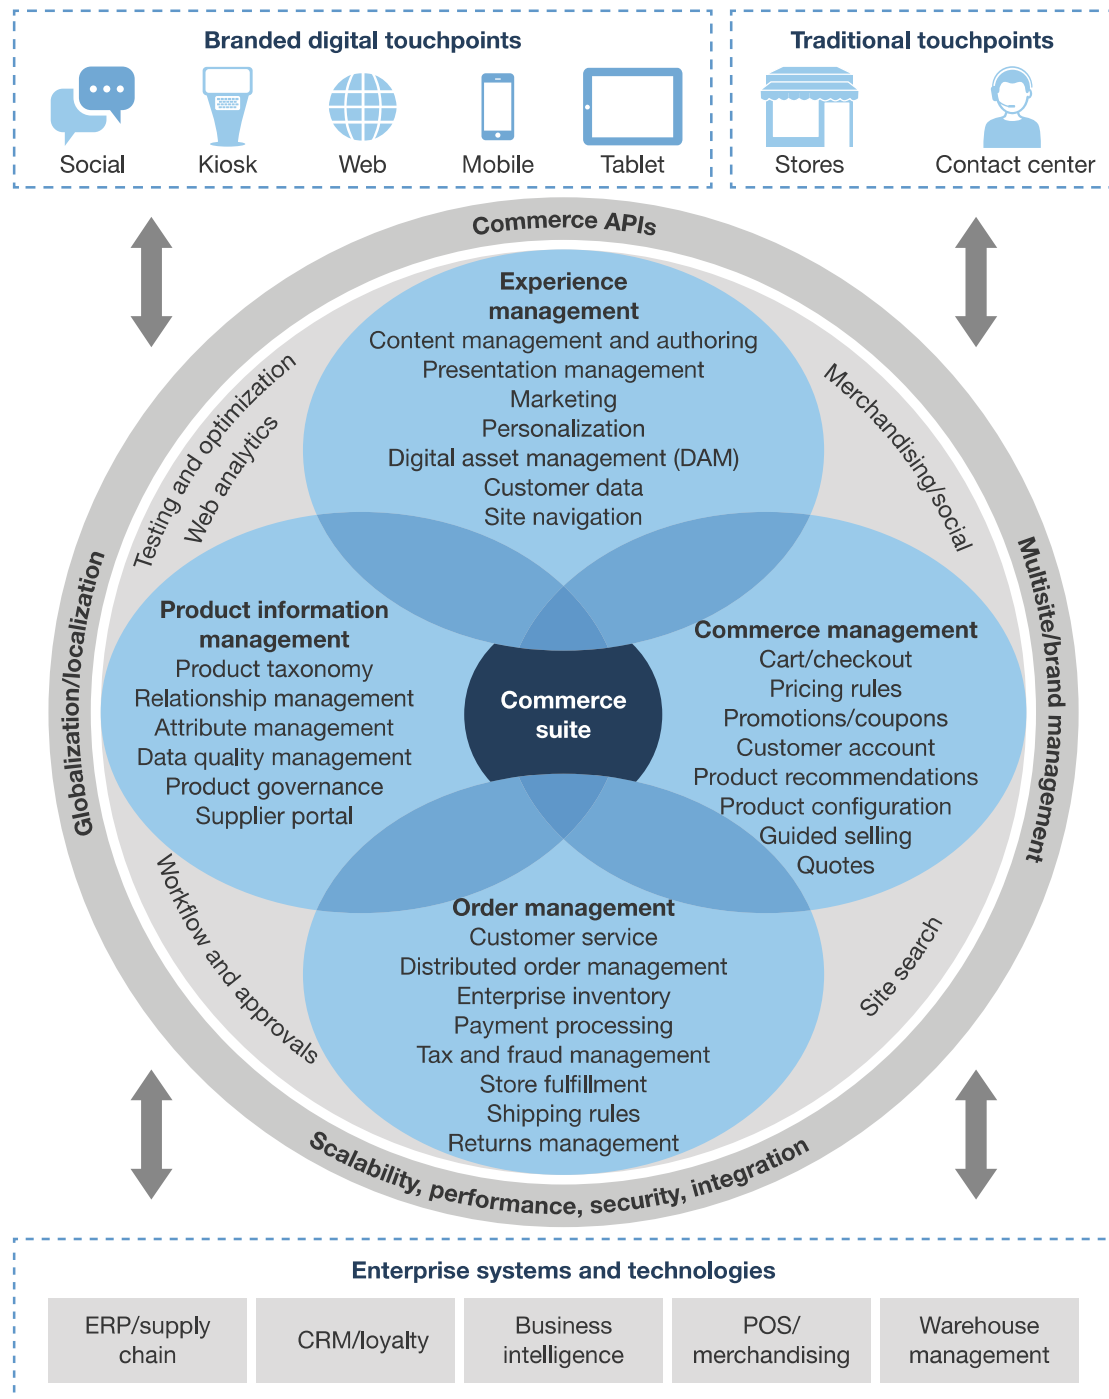 Branded digital touchpoints
Social
Kiosk
Web
Mobile
Tablet
Traditional touchpoints
Stores
Contact center
Commerce APIs
Globalization/localization
Multisite/brand management
Scalability, performance, security, integration
Testing and optimization
Web analytics
Merchandising/social
Workflow and approvals
Site search
Experience
management
Content management and authoring
Presentation management
Marketing
Personalization
Digital asset management (DAM)
Customer data
Site navigation
Product information
management
Product taxonomy
Relationship management
Attribute management
Data quality management
Product governance
Supplier portal
Commerce
suite
Commerce management
Cart/checkout
Pricing rules
Promotions/coupons
Customer account
Product recommendations
Product configuration
Guided selling
Quotes
Order management
Customer service
Distributed order management
Enterprise inventory
Payment processing
Tax and fraud management
Store fulfillment
Shipping rules
Returns management
Enterprise systems and technologies
ERP/supply
chain
CRM/loyalty
Business
intelligence
POS/
merchandising
Warehouse
management